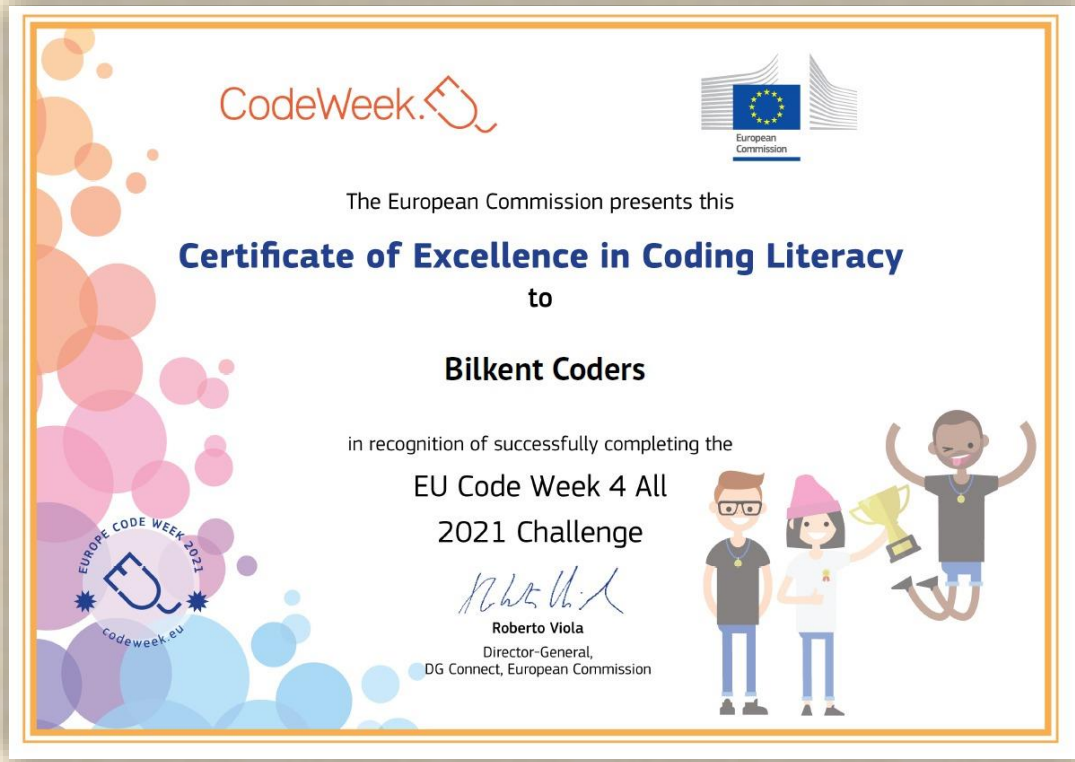 CodeWeek.
European
Commission
The European Commission presents this
Certificate of Excellence in Coding Literacy
to
Bilkent Coders
in recognition of successfully completing the
EU Code Week 4 All
2021 Challenge
Roberto Viola
Director-General,
DG Connect, European Commission
EUROPE CODE WEEK 2021
codeweek.eu